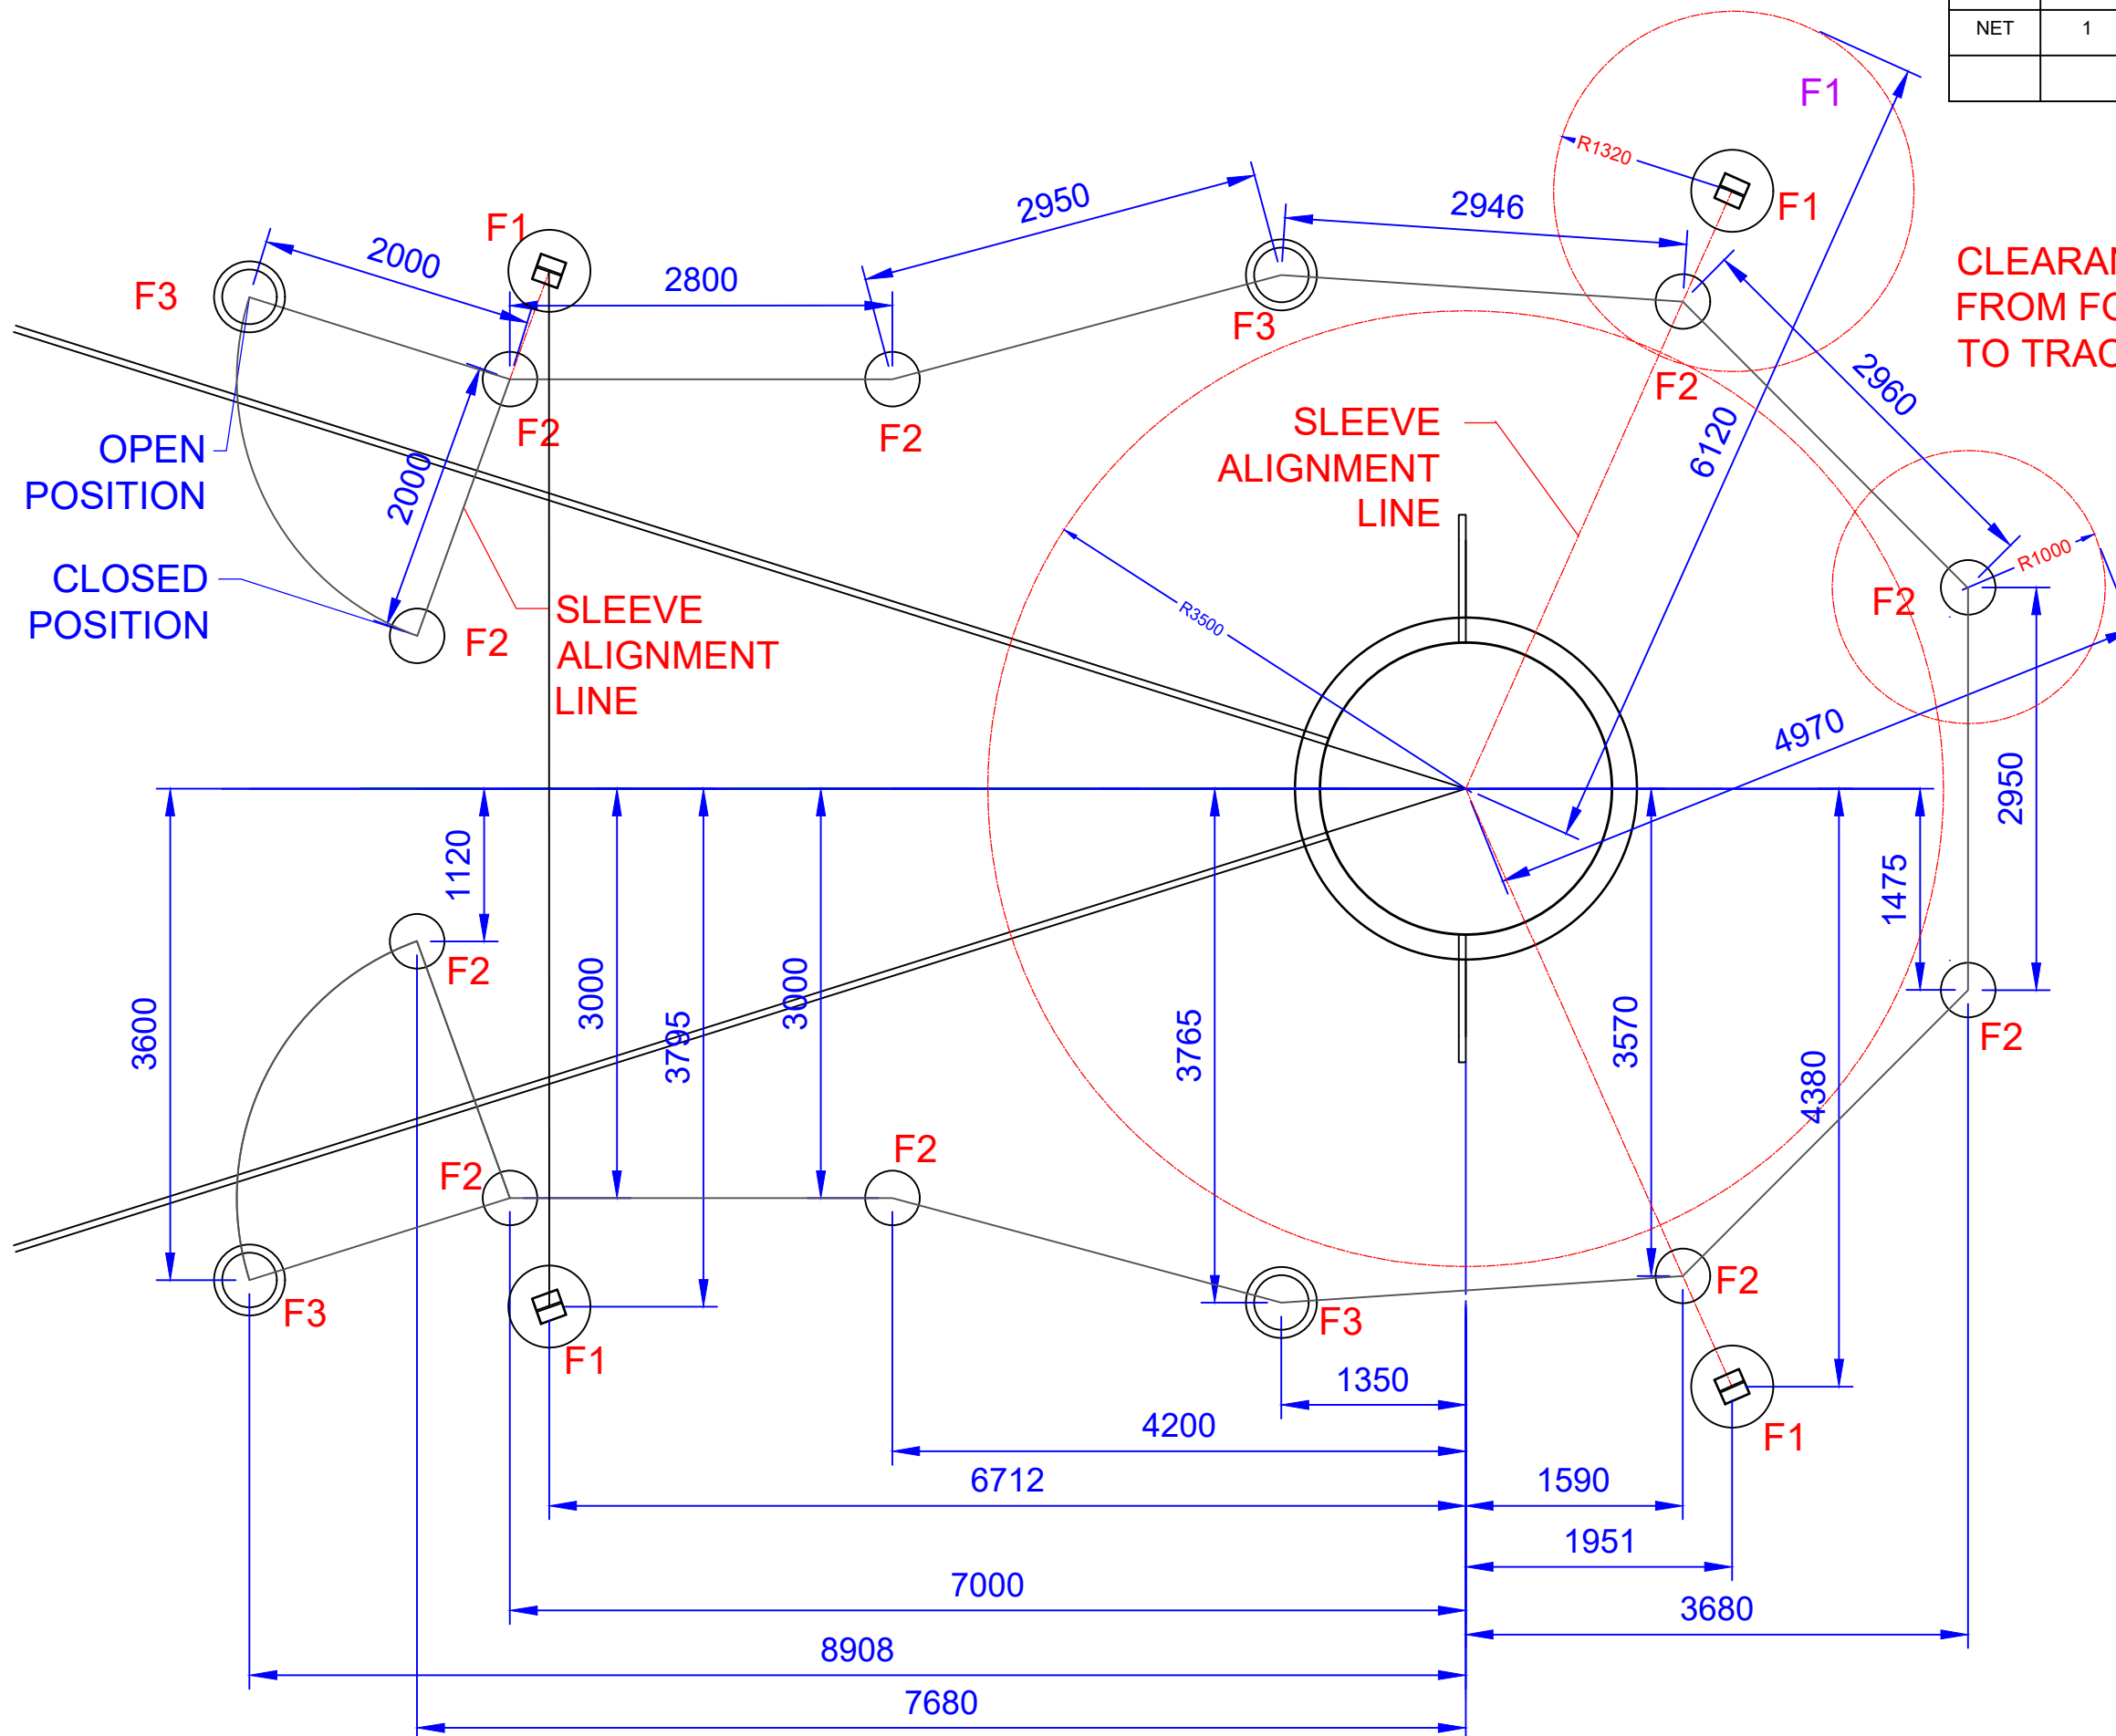 NET 1
F1
R1320
F1
2950
2946
F1
2000
2800
F3
F3
CLEARAN
FROM FO
TO TRAC
F2
2960
F2
F2
SLEEVE
ALIGNMENT
LINE
6120
OPEN
POSITION
2000
R1000
F2
CLOSED
POSITION
F2
SLEEVE
ALIGNMENT
LINE
R3500
4970
2950
1120
1475
F2
3600
3000
3795
3000
3765
3570
4380
F2
F2
F2
F2
F3
F3
F1
1350
4200
F1
6712
1590
1951
7000
3680
8908
7680